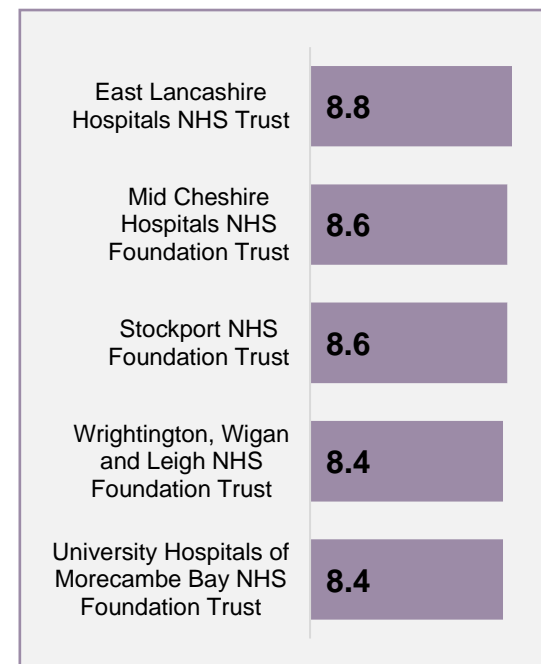 East Lancashire
Hospitals NHS Trust
8.8
Mid Cheshire
Hospitals NHS
Foundation Trust
8.6
Stockport NHS
Foundation Trust
8.6
Wrightington, Wigan
and Leigh NHS
Foundation Trust
8.4
University Hospitals of
Morecambe Bay NHS
Foundation Trust
8.4